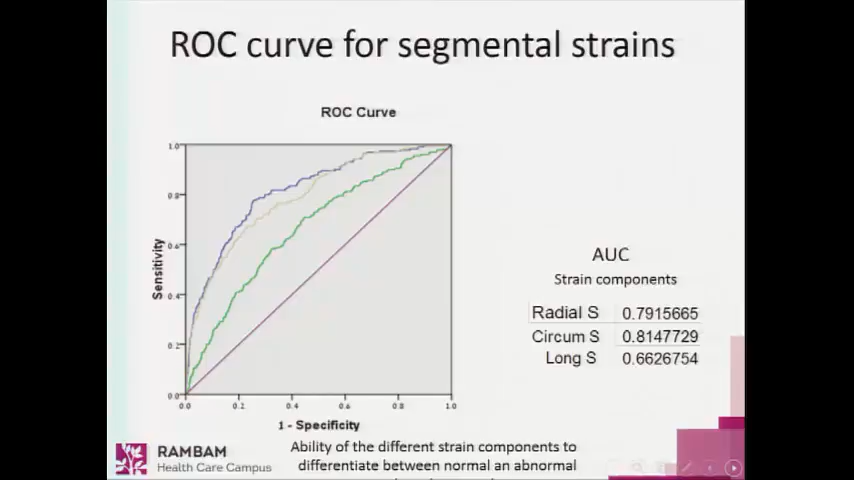 ROC curve for segmental strains
ROC Curve
1.0
0.8
0.6
0.4
0.2
0.0
Sensitivity
0.0 0.2 0.4 0.6 0.8 1.0
1 - Specificity
AUC
Strain components
Radial S 0.7915665
Circum S 0.8147729
Long S 0.6626754
RAMBAM
Health Care Campus
Ability of the different strain components to
differentiate between normal an abnormal